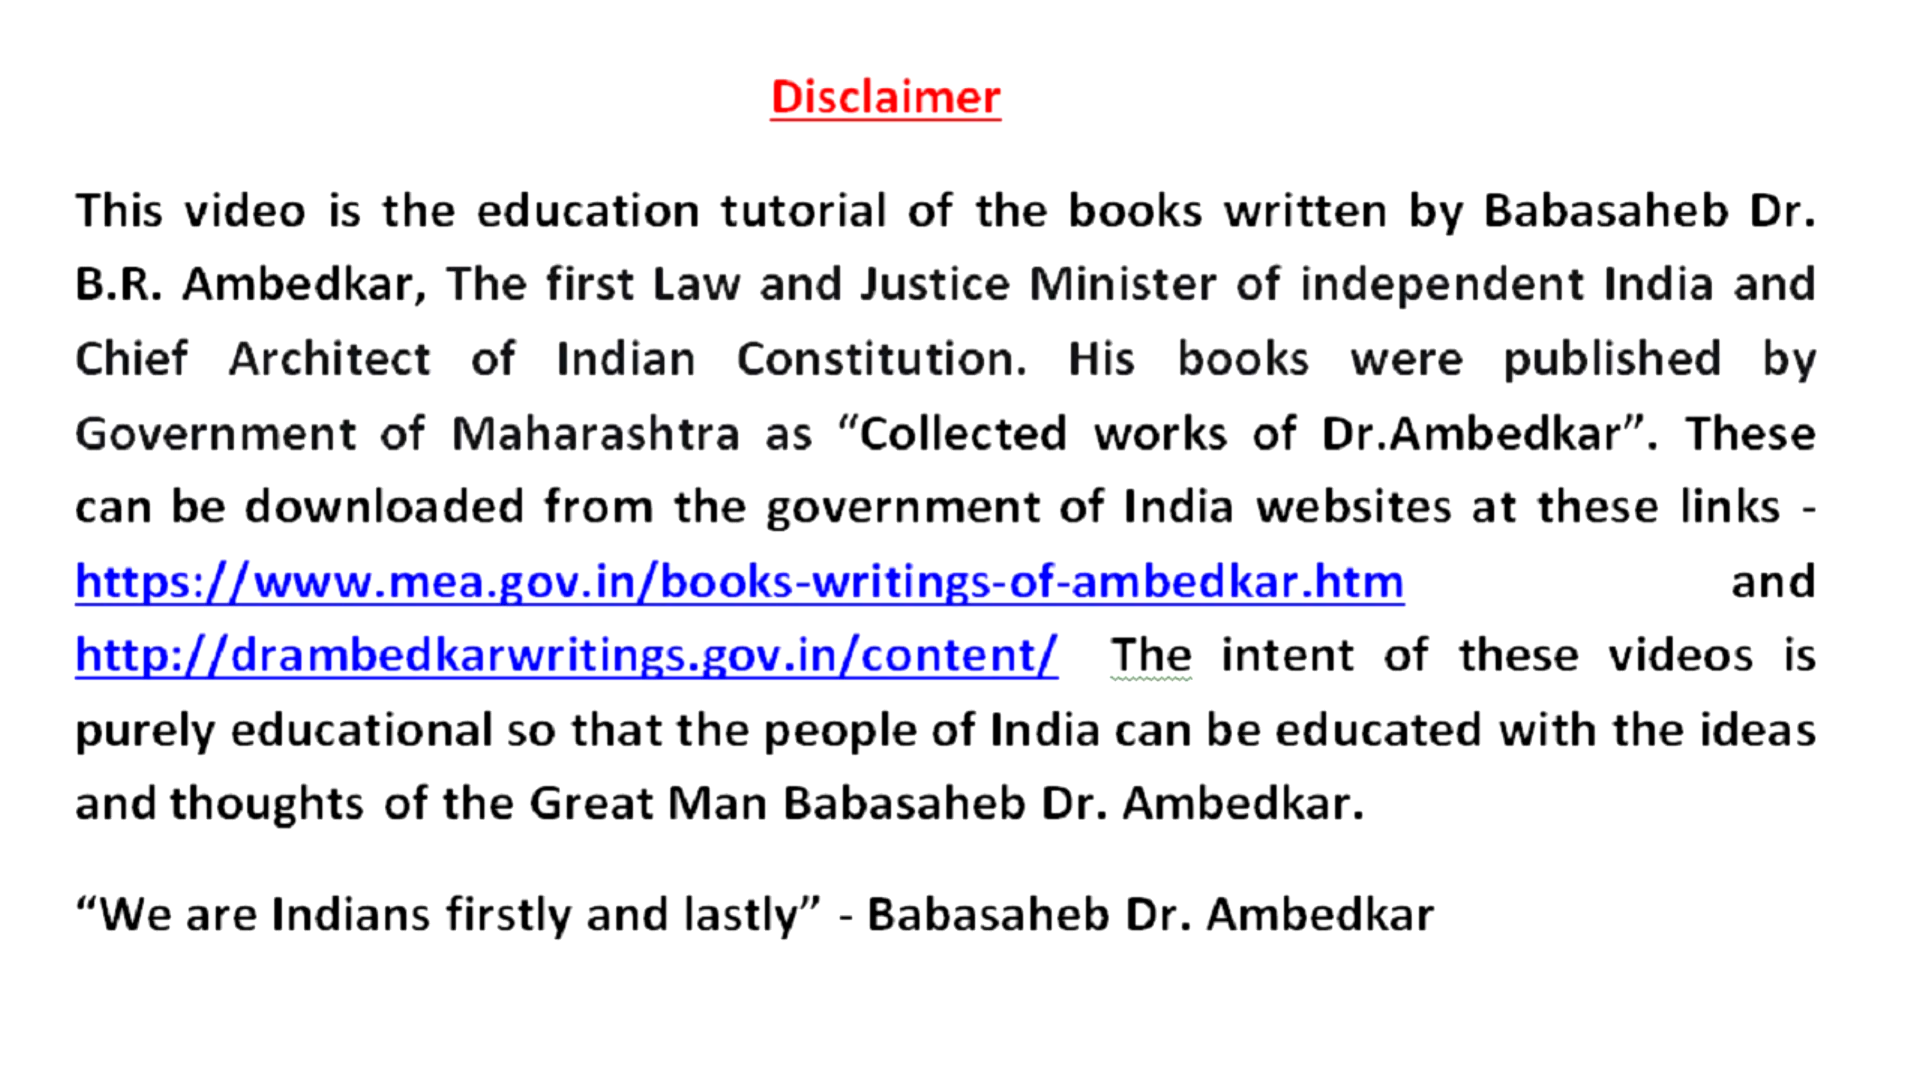 Disclaimer
This video is the education tutorial of the books written by Babasaheb Dr.
B.R. Ambedkar, The first Law and Justice Minister of independent India and
Chief Architect of Indian Constitution. His books were published by
Government of Maharashtra as “Collected works of Dr.Ambedkar”. These
can be downloaded from the government of India websites at these links -
https://www.mea.gov.in/books-writings-of-ambedkar.htm and
http://drambedkarwritings.gov.in/content/ The intent of these videos is
purely educational so that the people of India can be educated with the ideas
and thoughts of the Great Man Babasaheb Dr. Ambedkar.
“We are Indians firstly and lastly” - Babasaheb Dr. Ambedkar